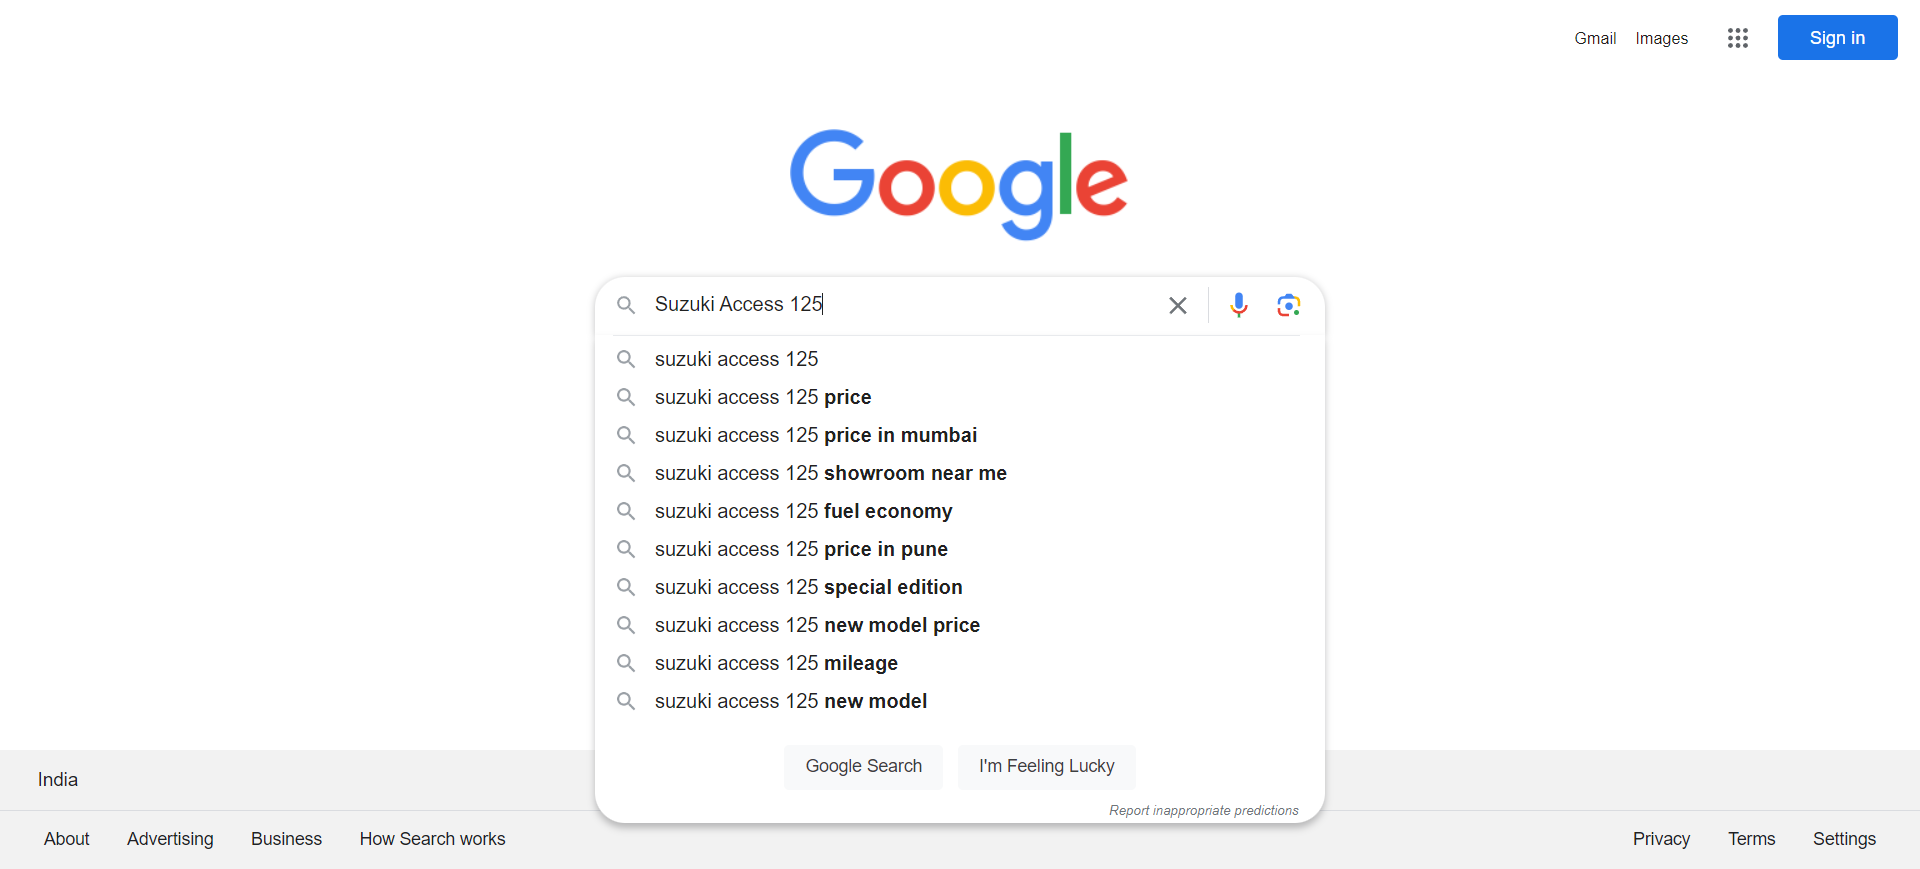 Gmail Images Sign in
Google
Suzuki Access 125
suzuki access 125
suzuki access 125 price
suzuki access 125 price in mumbai
suzuki access 125 showroom near me
suzuki access 125 fuel economy
suzuki access 125 price in pune
suzuki access 125 special edition
suzuki access 125 new model price
suzuki access 125 mileage
suzuki access 125 new model
Google Search I'm Feeling Lucky
Report inappropriate predictions
India
About Advertising Business How Search works Privacy Terms Settings